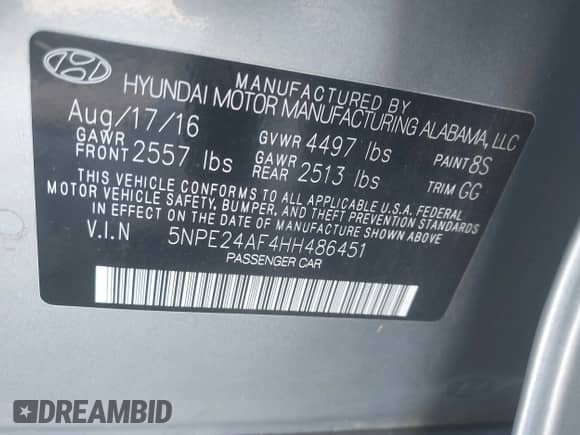 MANUFACTURED BY
HYUNDAI MOTOR MANUFACTURING ALABAMA, LLC
Aug/17/16 GVWR 4497 lbs PAINT 8S
GAWR FRONT 2557 lbs GAWR REAR 2513 lbs TRIM GG
THIS VEHICLE CONFORMS TO ALL APPLICABLE U.S.A. FEDERAL
MOTOR VEHICLE SAFETY, BUMPER, AND THEFT PREVENTION STANDARDS
IN EFFECT ON THE DATE OF MANUFACTURE SHOWN ABOVE.
V.I.N 5NPE24AF4HH486451
PASSENGER CAR
DREAMBID